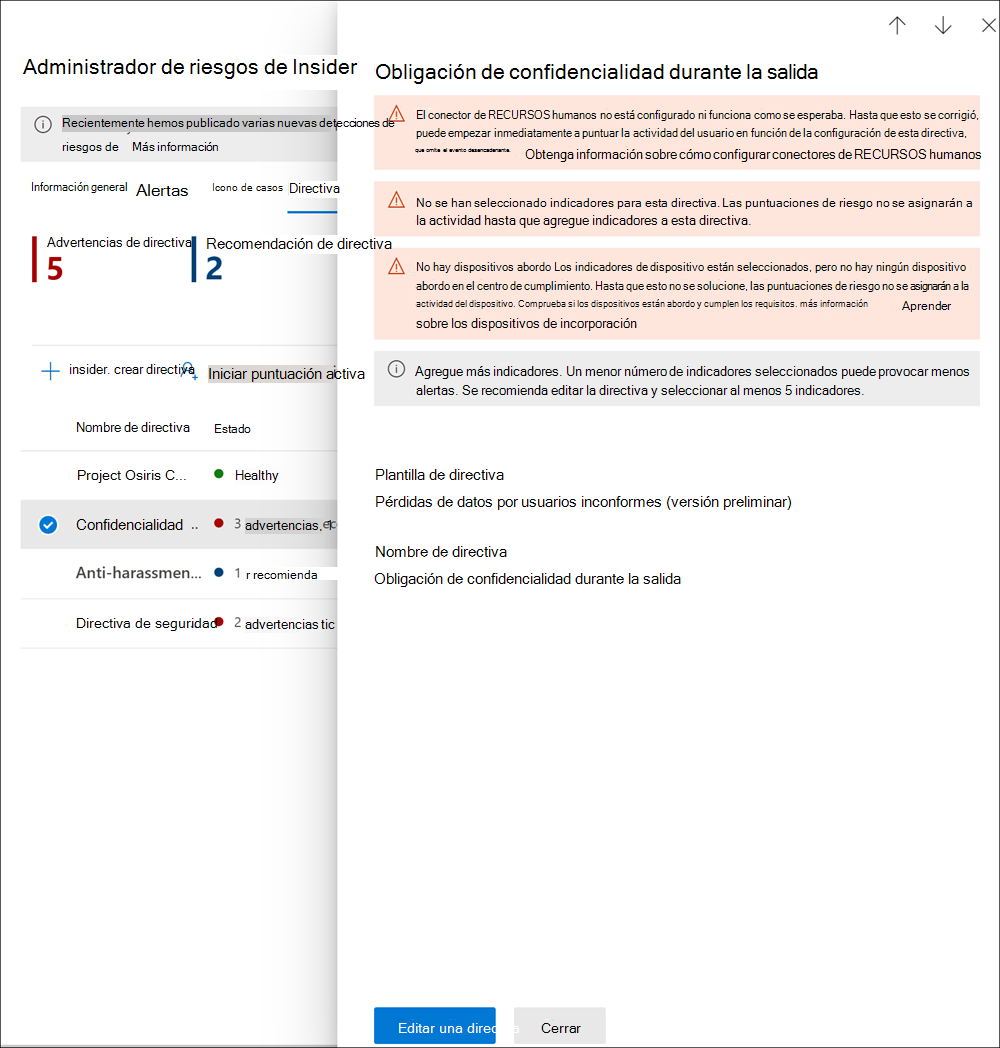 Administrador de riesgos de Insider
Recientemente hemos publicado varias nuevas detecciones de
riesgos de Más información
Información general Alertas Icono de casos Directiva
Advertencias de directiva Recomendación de directiva
5 2
insider. crear directiva Iniciar puntuación activa
Nombre de directiva Estado
Project Osiris C... Healthy
Confidencialidad .. 3 advertencias, 1
Anti-harassmen... 1 r recomienda
Directiva de seguridad 2 advertencias tic
Obligación de confidencialidad durante la salida
El conector de RECURSOS humanos no está configurado ni funciona como se esperaba. Hasta que esto se corrigió,
puede empezar inmediatamente a puntuar la actividad del usuario en función de la configuración de esta directiva,
que omite el evento desencadenante. Obtenga información sobre cómo configurar conectores de RECURSOS humanos
No se han seleccionado indicadores para esta directiva. Las puntuaciones de riesgo no se asignarán a
la actividad hasta que agregue indicadores a esta directiva.
No hay dispositivos abordo Los indicadores de dispositivo están seleccionados, pero no hay ningún dispositivo
abordo en el centro de cumplimiento. Hasta que esto no se solucione, las puntuaciones de riesgo no se asignarán a la
actividad del dispositivo. Comprueba si los dispositivos están abordo y cumplen los requisitos. más información Aprender
sobre los dispositivos de incorporación
Agregue más indicadores. Un menor número de indicadores seleccionados puede provocar menos
alertas. Se recomienda editar la directiva y seleccionar al menos 5 indicadores.
Plantilla de directiva
Pérdidas de datos por usuarios inconformes (versión preliminar)
Nombre de directiva
Obligación de confidencialidad durante la salida
Editar una direc Cerrar